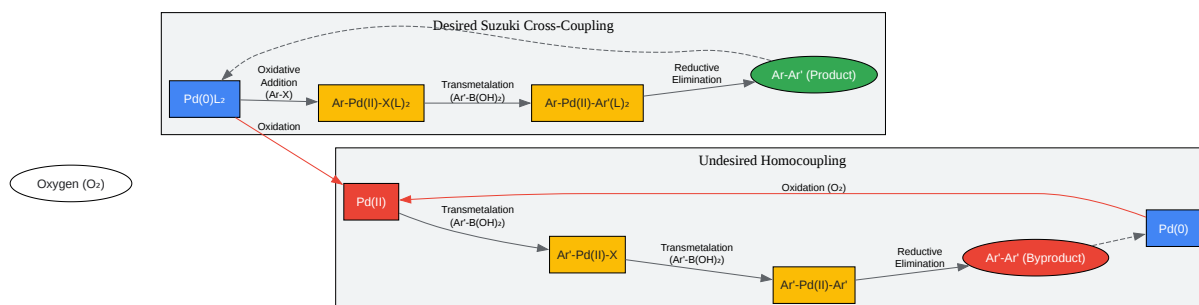 Desired Suzuki Cross-Coupling
Pd(0)L₂
Oxidative
Addition
(Ar-X)
Ar-Pd(II)-X(L)₂
Transmetalation
(Ar'-B(OH)₂)
Ar-Pd(II)-Ar'(L)₂
Reductive
Elimination
Ar-Ar' (Product)
Oxidation
Oxygen (O₂)
Undesired Homocoupling
Pd(II)
Oxidation (O₂)
Transmetalation
(Ar'-B(OH)₂)
Ar'-Pd(II)-X
Transmetalation
(Ar'-B(OH)₂)
Ar'-Pd(II)-Ar'
Reductive
Elimination
Ar'-Ar' (Byproduct)
Pd(0)